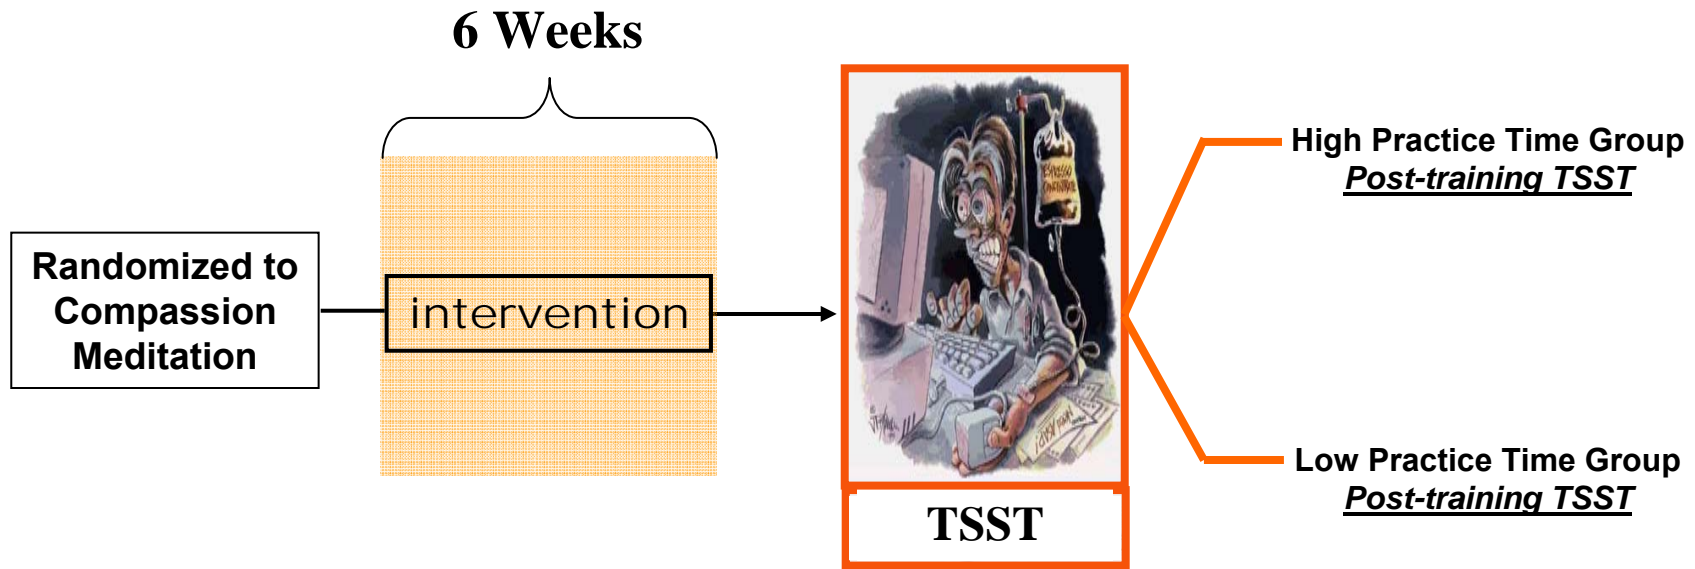 6 Weeks
Randomized to
Compassion
Meditation
intervention
ESPRESSO
TSST
High Practice Time Group
Post-training TSST
Low Practice Time Group
Post-training TSST